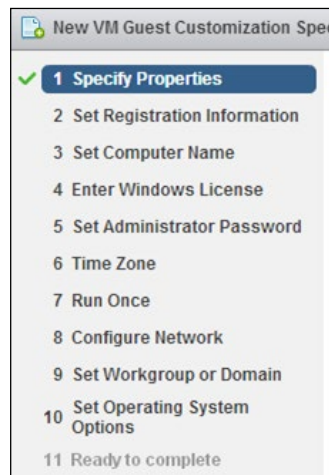 New VM Guest Customization Spe
1 Specify Properties
2 Set Registration Information
3 Set Computer Name
4 Enter Windows License
5 Set Administrator Password
6 Time Zone
7 Run Once
8 Configure Network
9 Set Workgroup or Domain
10 Set Operating System
Options
11 Ready to complete